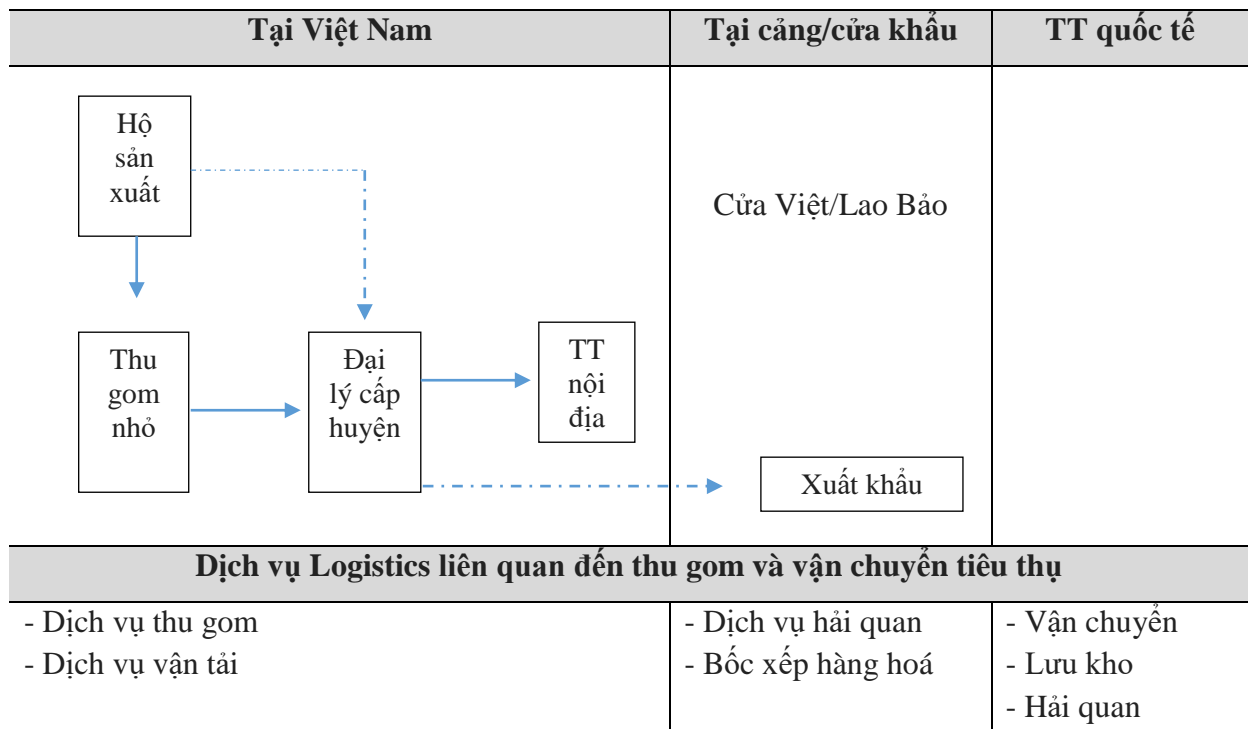 Tại Việt Nam
Tại cảng/cửa khẩu
TT quốc tế
Hộ
sản
xuất
Cửa Việt/Lao Bảo
Thu
gom
nhỏ
Đại
lý cấp
huyện
TT
nội
địa
Xuất khẩu
Dịch vụ Logistics liên quan đến thu gom và vận chuyển tiêu thụ
- Dịch vụ thu gom
- Dịch vụ vận tải
- Dịch vụ hải quan
- Bốc xếp hàng hoá
- Vận chuyển
- Lưu kho
- Hải quan